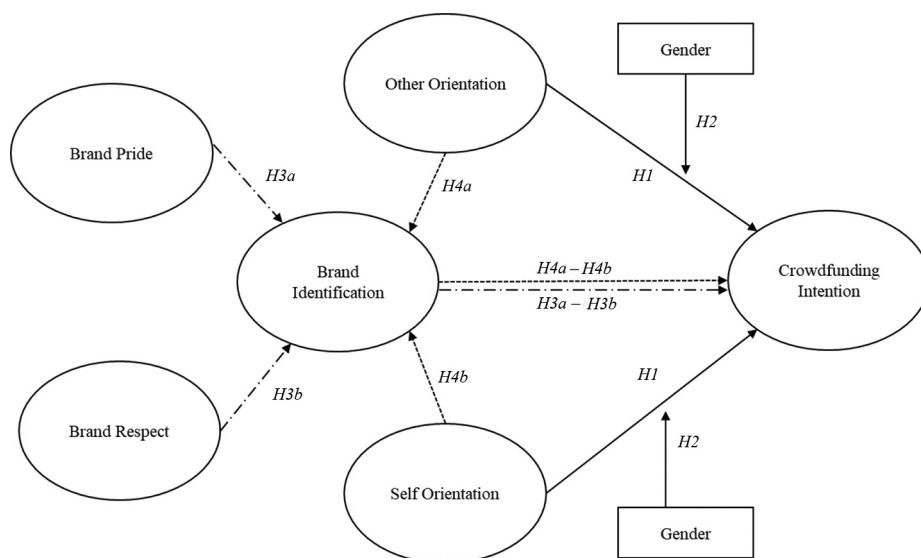 Gender
Other Orientation
H2
Brand Pride
H1
H3a
H4a
Brand
Identification
H4a – H4b
H3a – H3b
Crowdfunding
Intention
H4b
H1
H3b
Brand Respect
H2
Self Orientation
Gender